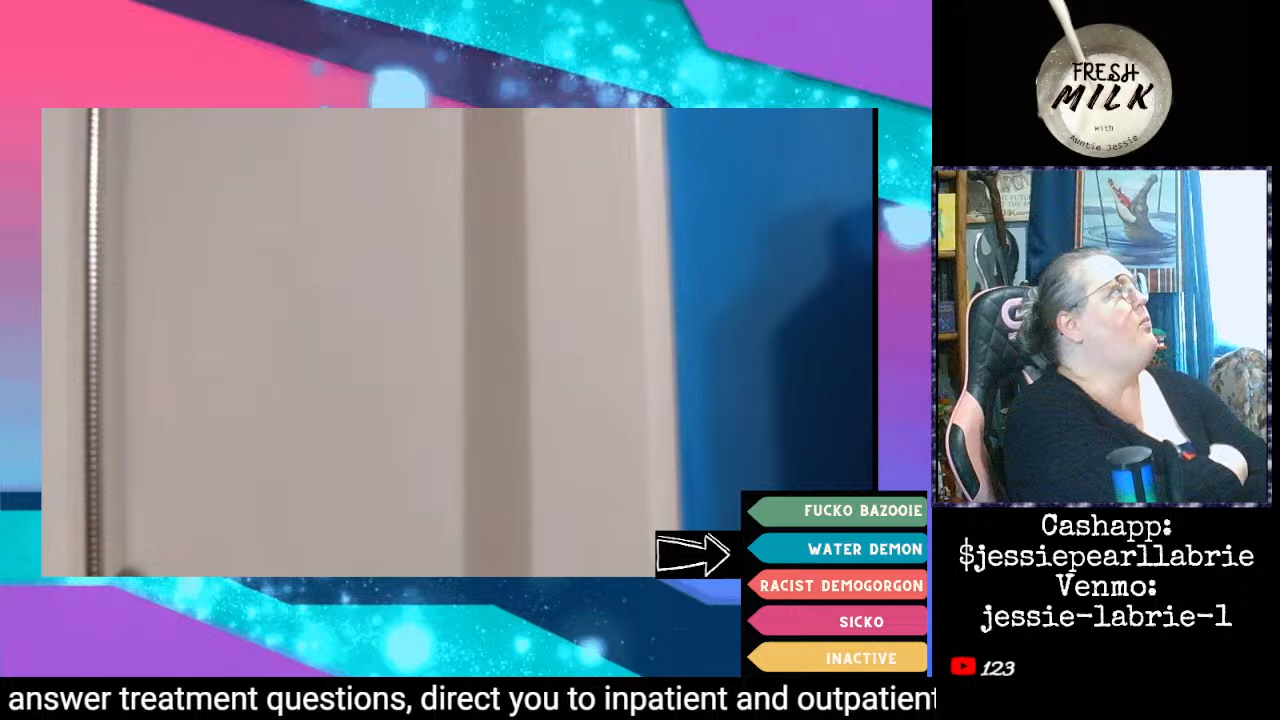 FRESH
MILK
with
Auntie Jessie
FUCKO BAZOOIE
WATER DEMON
RACIST DEMOGORGON
SICKO
INACTIVE
Cashapp:
$jessiepearllabrie
Venmo:
jessie-labrie-1
123
answer treatment questions, direct you to inpatient and outpatient